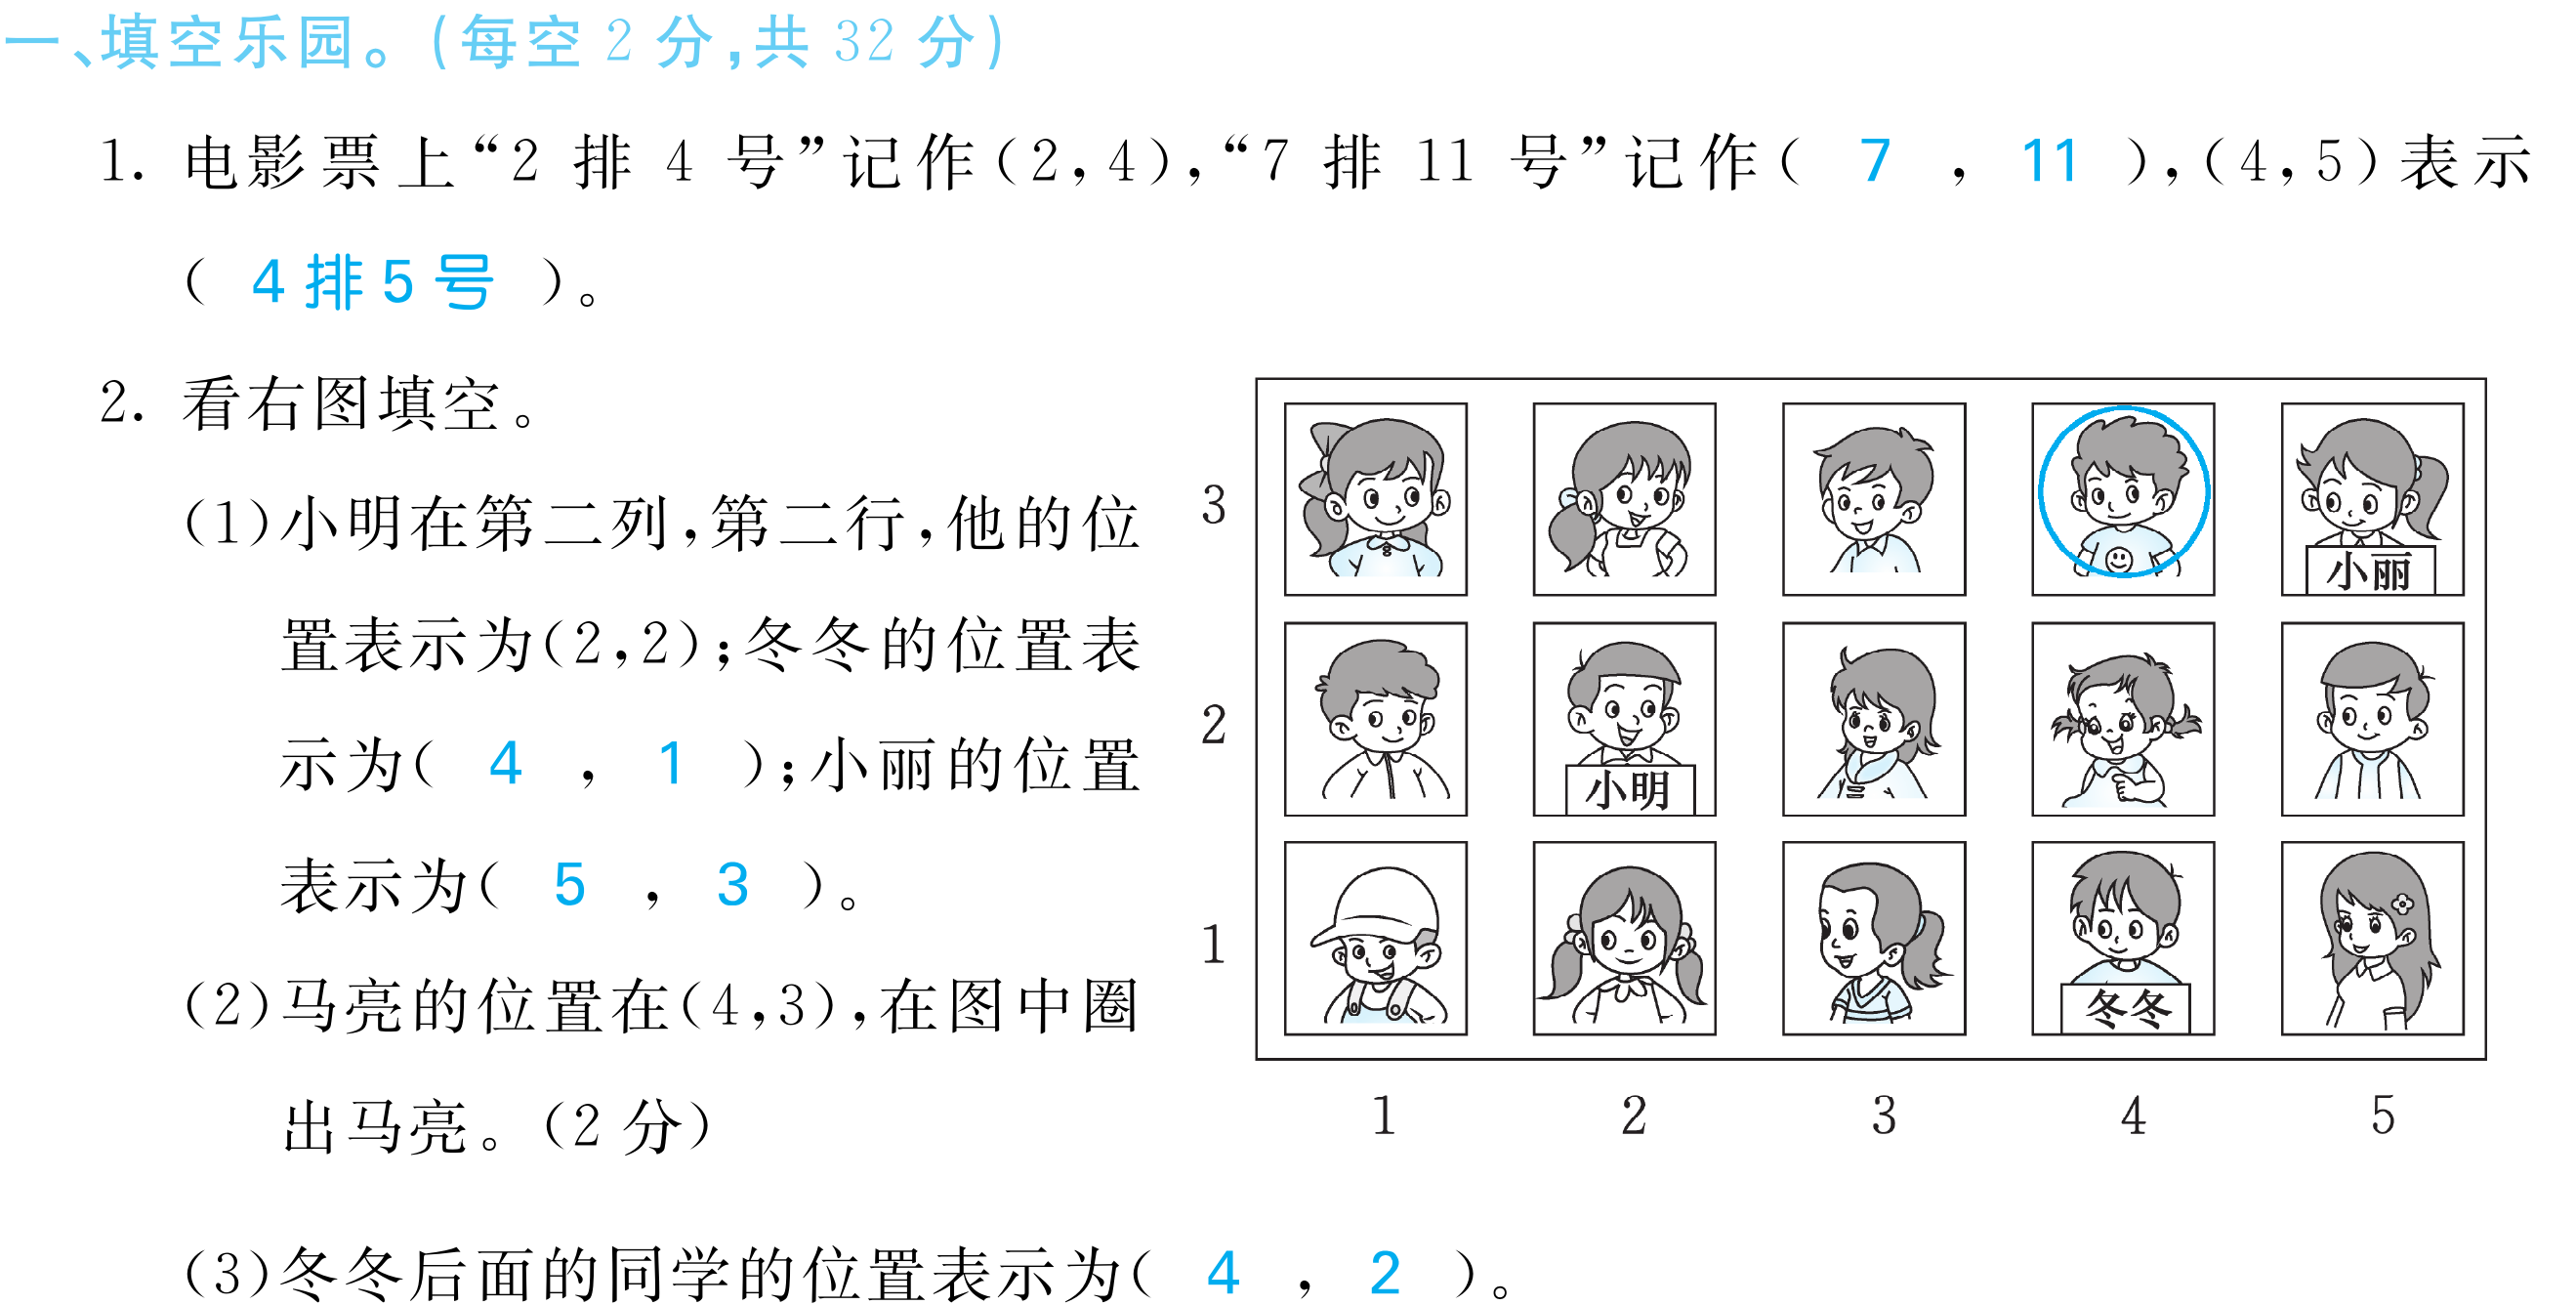 一、填空乐园。(每空 2 分,共 32 分)
1. 电影票上“2 排 4 号”记作(2,4),“7 排 11 号”记作( 7 , 11 ),(4,5)表示
( 4排5号 )。
2. 看右图填空。
(1)小明在第二列,第二行,他的位
置表示为(2,2);冬冬的位置表
示为( 4 , 1 );小丽的位置
表示为( 5 , 3 )。
(2)马亮的位置在(4,3),在图中圈
出马亮。(2 分)
3
小丽
2
小明
1
冬冬
1 2 3 4 5
(3)冬冬后面的同学的位置表示为( 4 , 2 )。